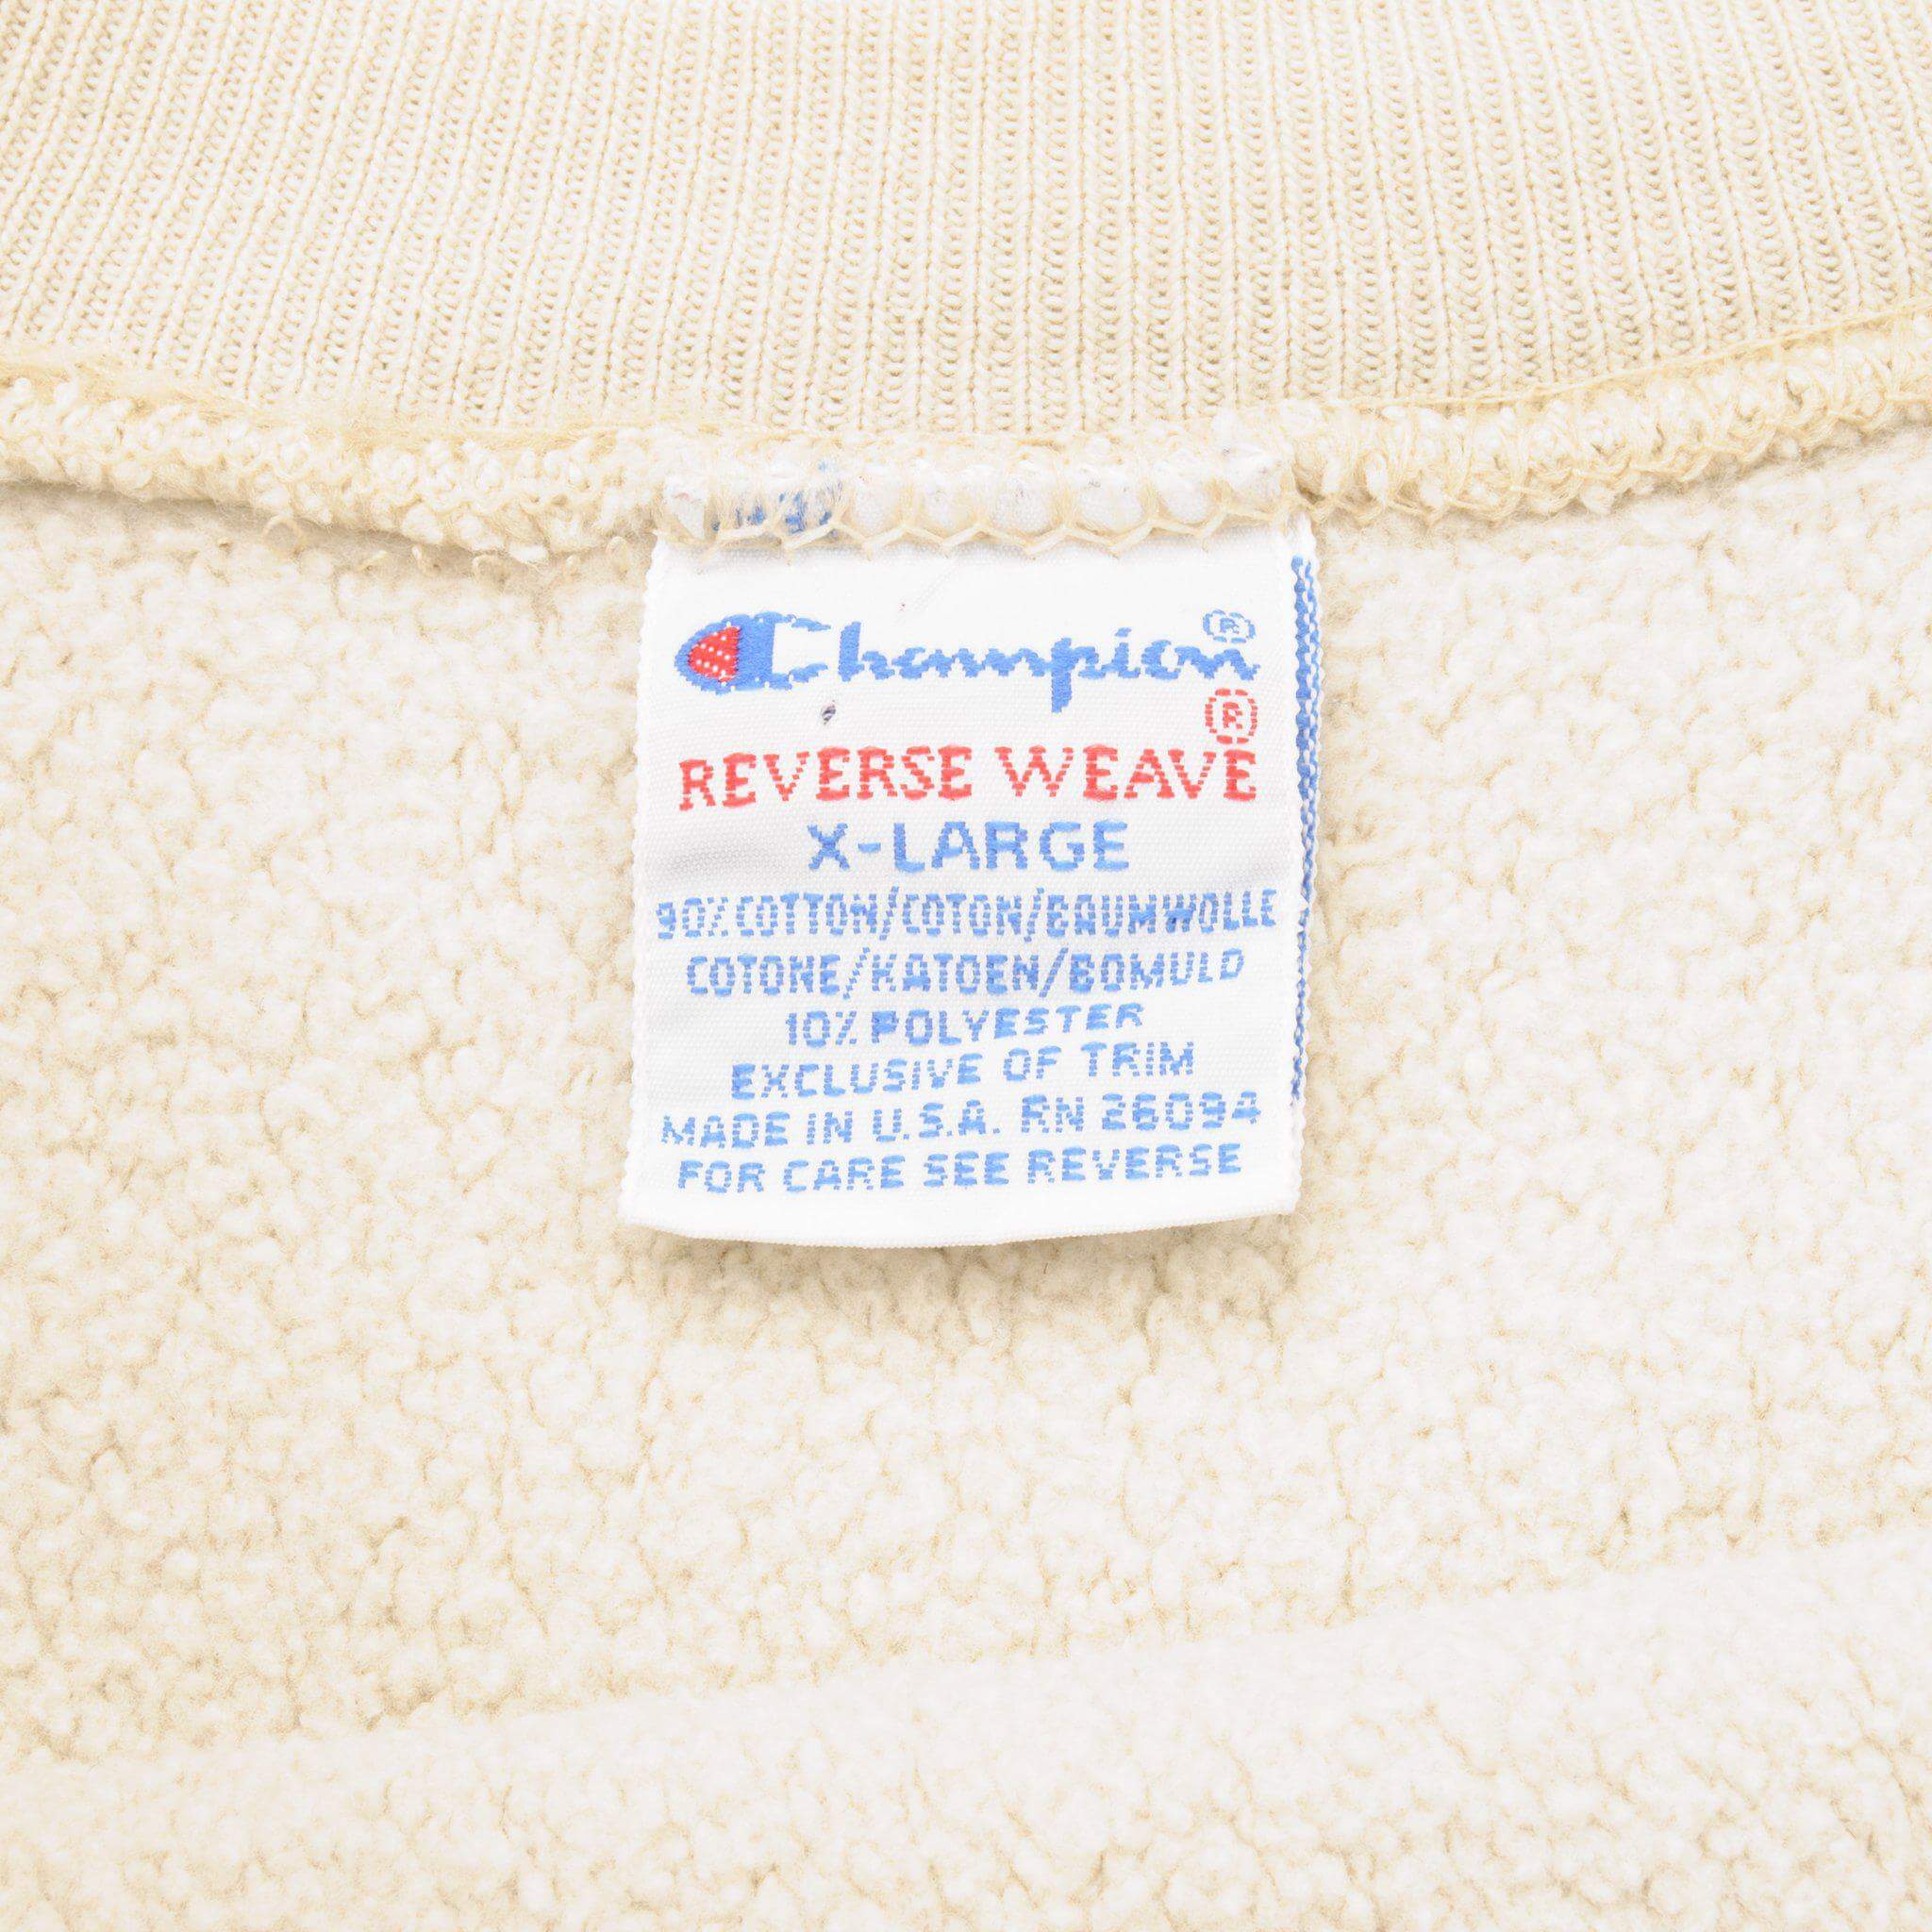 Champion®
REVERSE WEAVE®
X-LARGE
90% COTTON/COTON/BAUMWOLLE
COTONE/KATOEN/BOMULD
10% POLYESTER
EXCLUSIVE OF TRIM
MADE IN U.S.A. RN 26094
FOR CARE SEE REVERSE